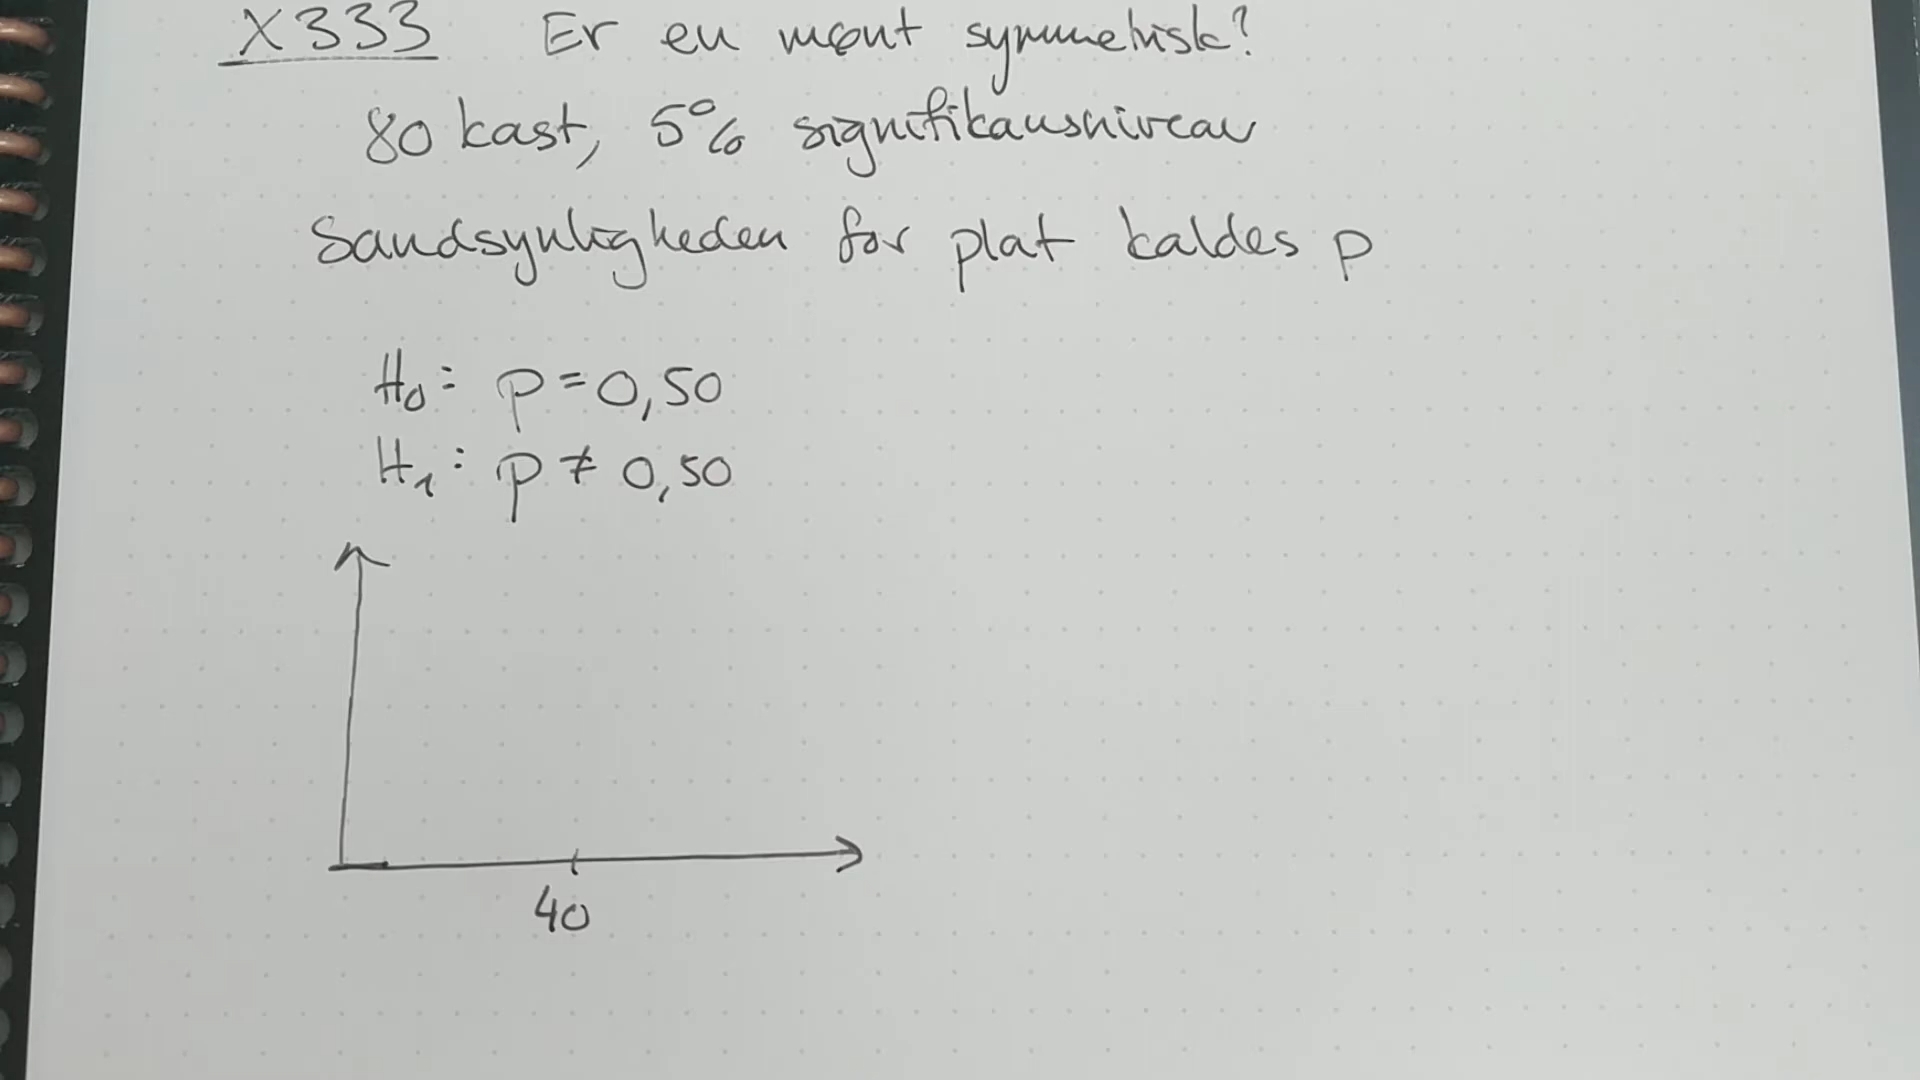 X333 Er en mønt symmetrisk?
80 kast, 5% signifikansniveau
Sandsynligheden for plat kaldes p
H₀: p = 0,50
H₁: p ≠ 0,50
40